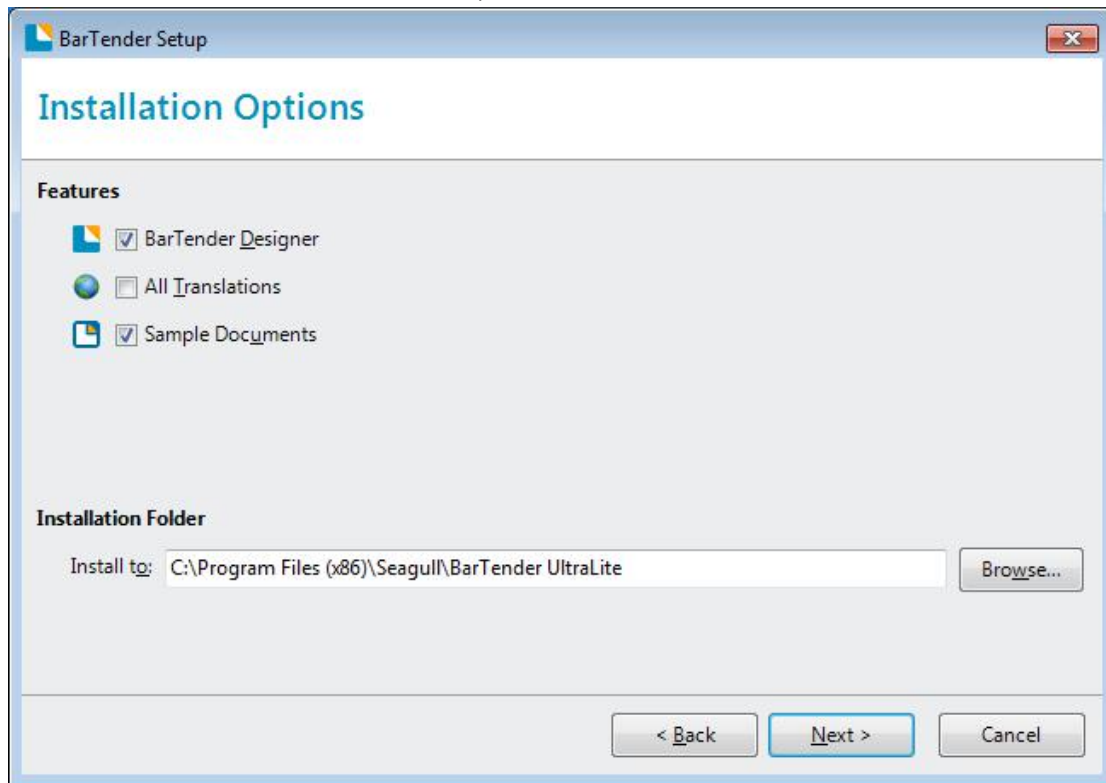 BarTender Setup
Installation Options
Features
BarTender Designer
All Translations
Sample Documents
Installation Folder
Install to: C:\Program Files (x86)\Seagull\BarTender UltraLite Browse...
< Back Next > Cancel